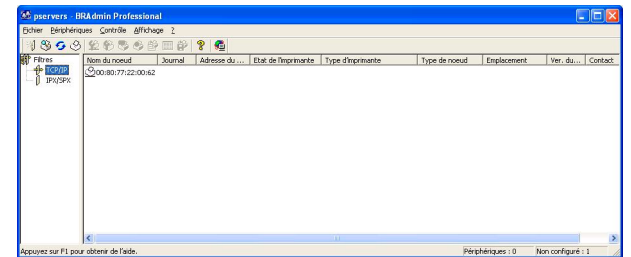 pservers - BRAdmin Professional
Fichier Périphériques Contrôle Affichage ?
Filtres
TCP/IP
IPX/SPX
Nom du noeud Journal Adresse du ... Etat de l'imprimante Type d'imprimante Type de noeud Emplacement Ver. du... Contact
00:80:77:22:00:62
Appuyez sur F1 pour obtenir de l'aide. Périphériques : 0 Non configuré : 1